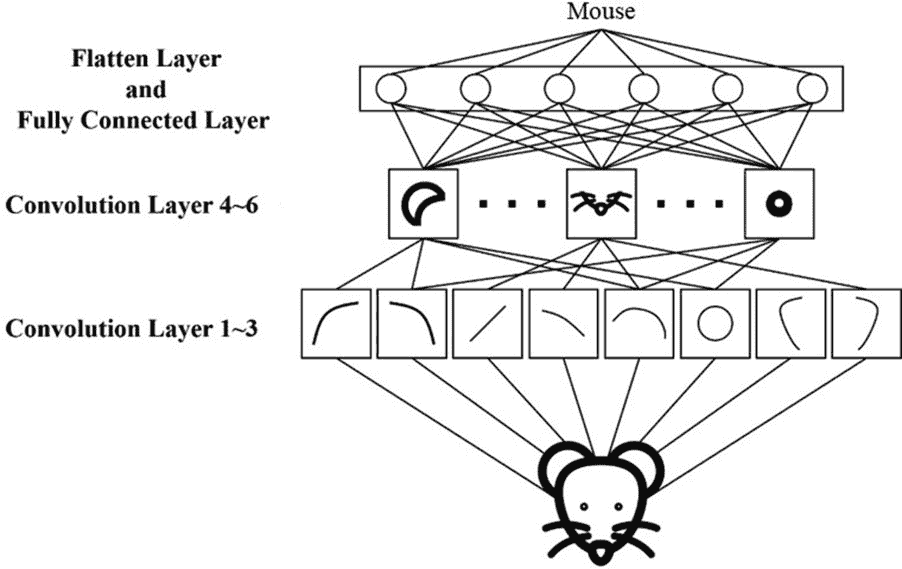 Mouse
Flatten Layer
and
Fully Connected Layer
Convolution Layer 4~6
Convolution Layer 1~3